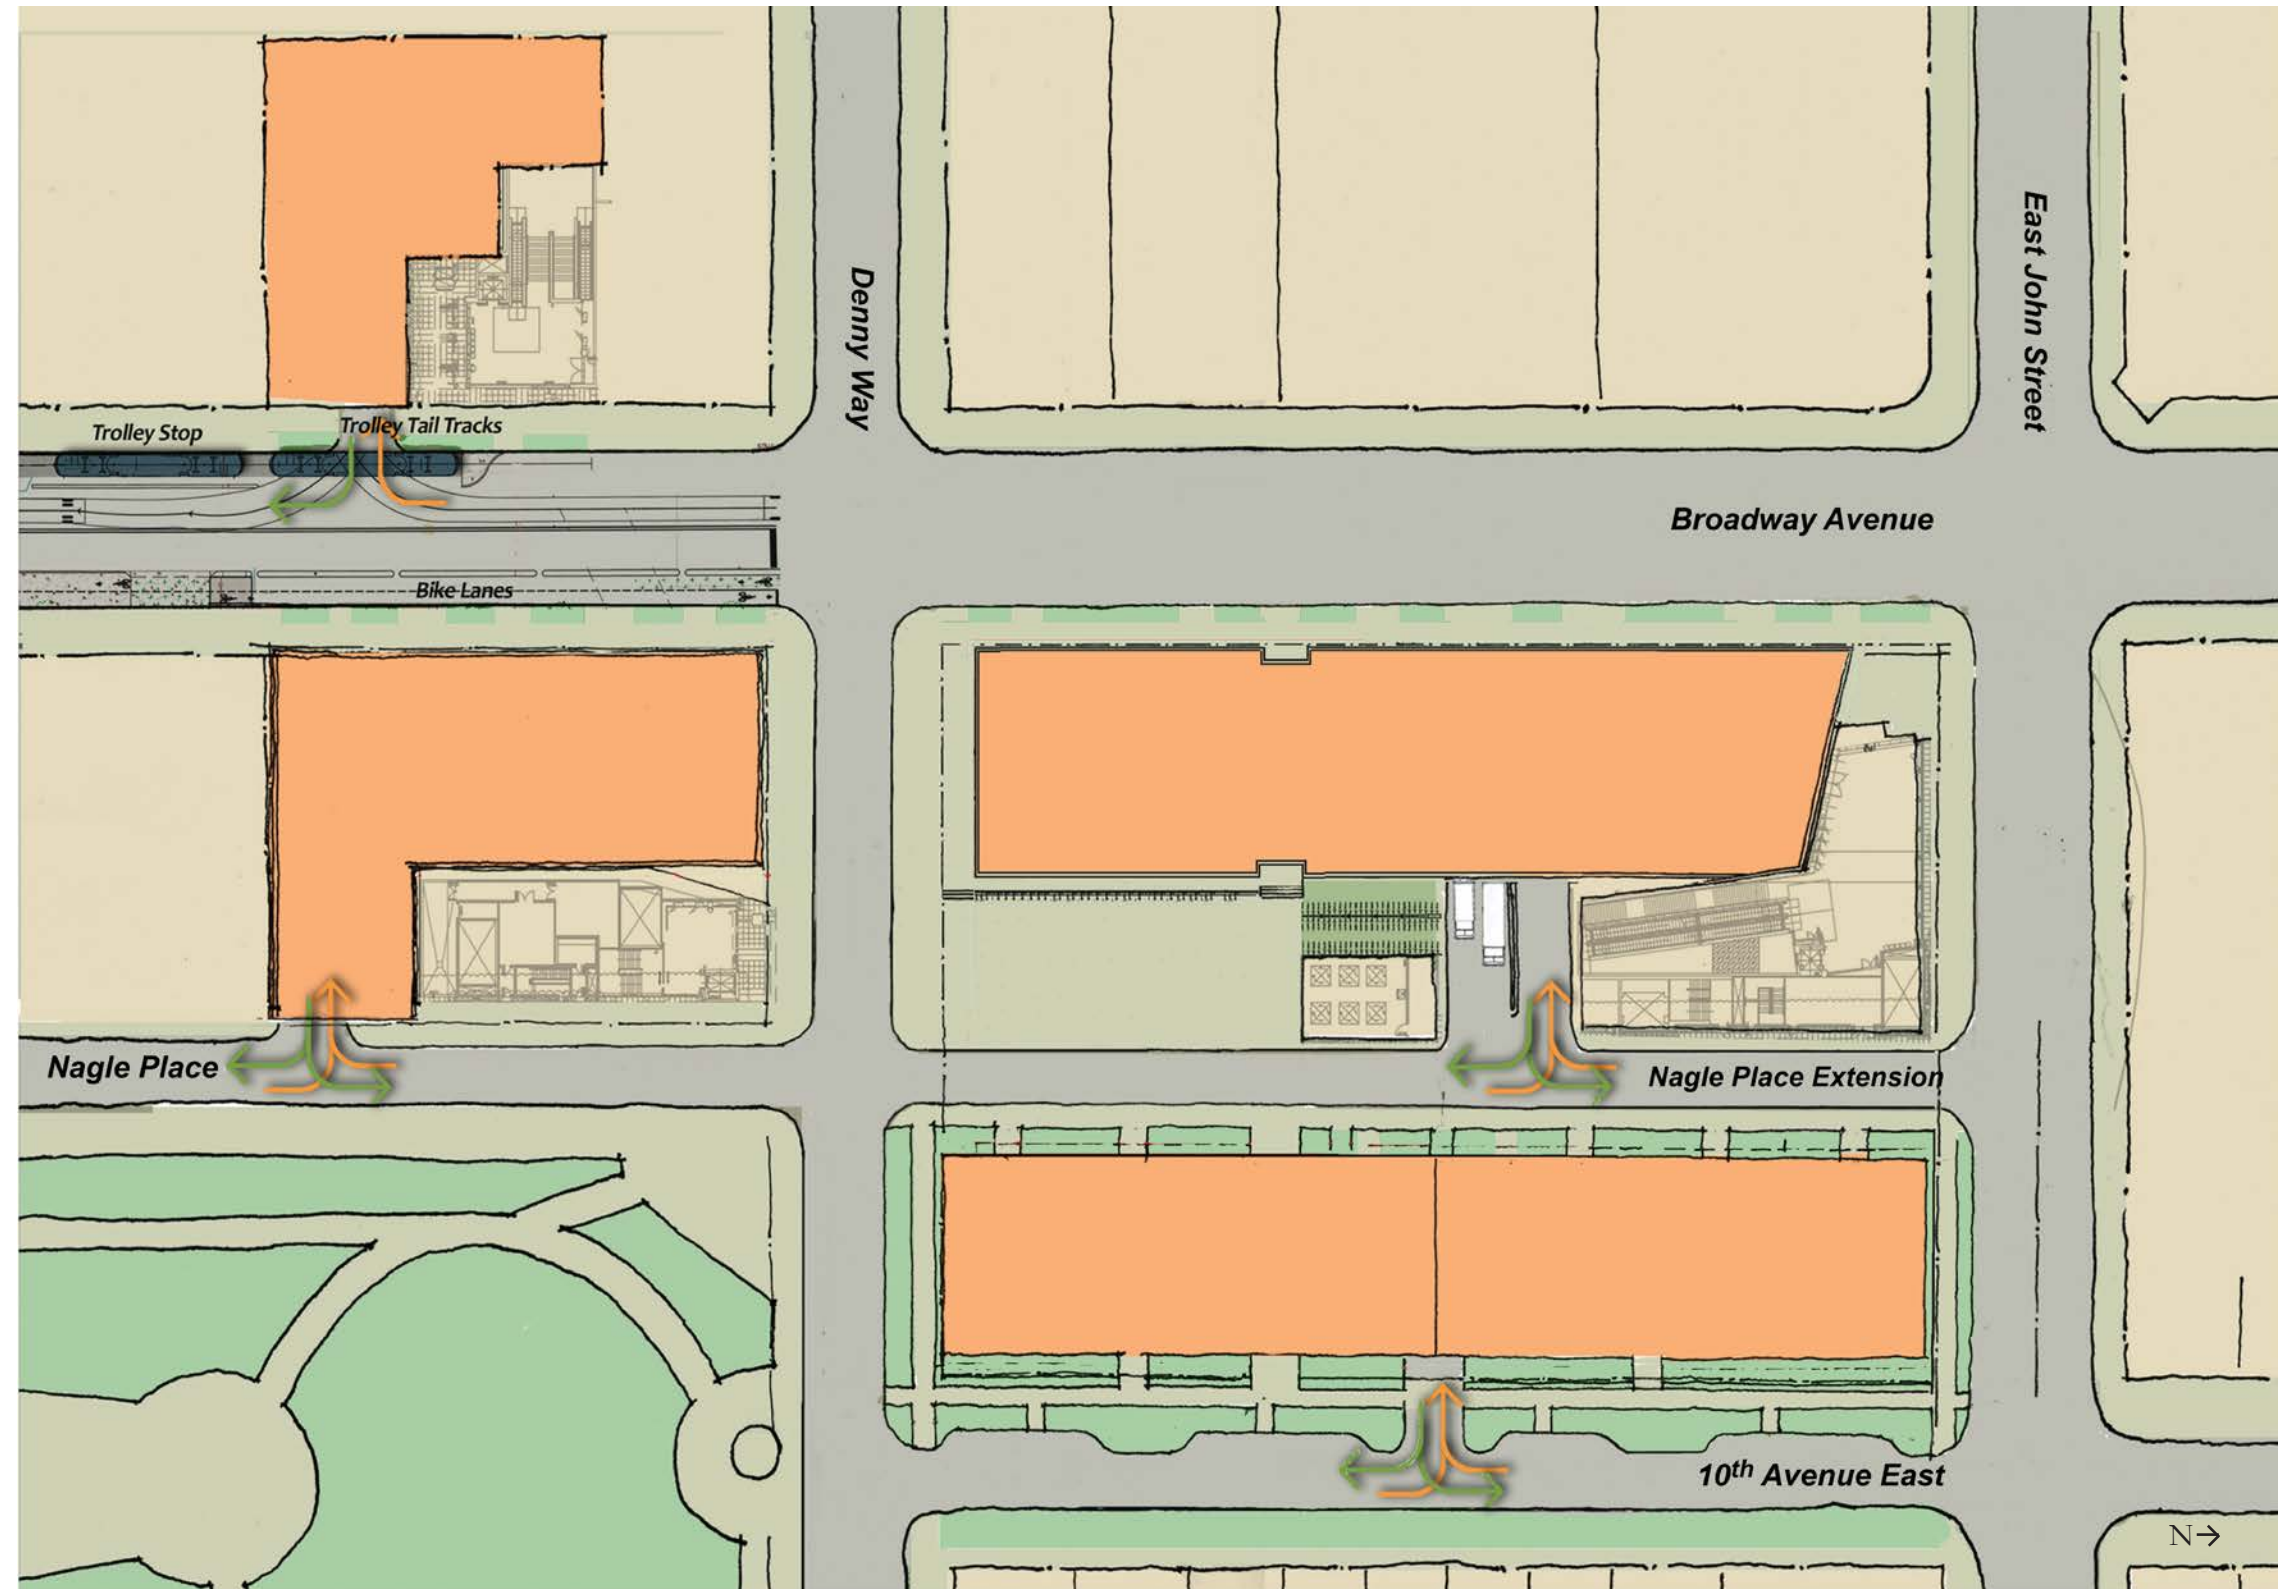 East John Street
Denny Way
Trolley Stop
Trolley Tail Tracks
Broadway Avenue
Bike Lanes
Nagle Place
Nagle Place Extension
10th Avenue East
N→